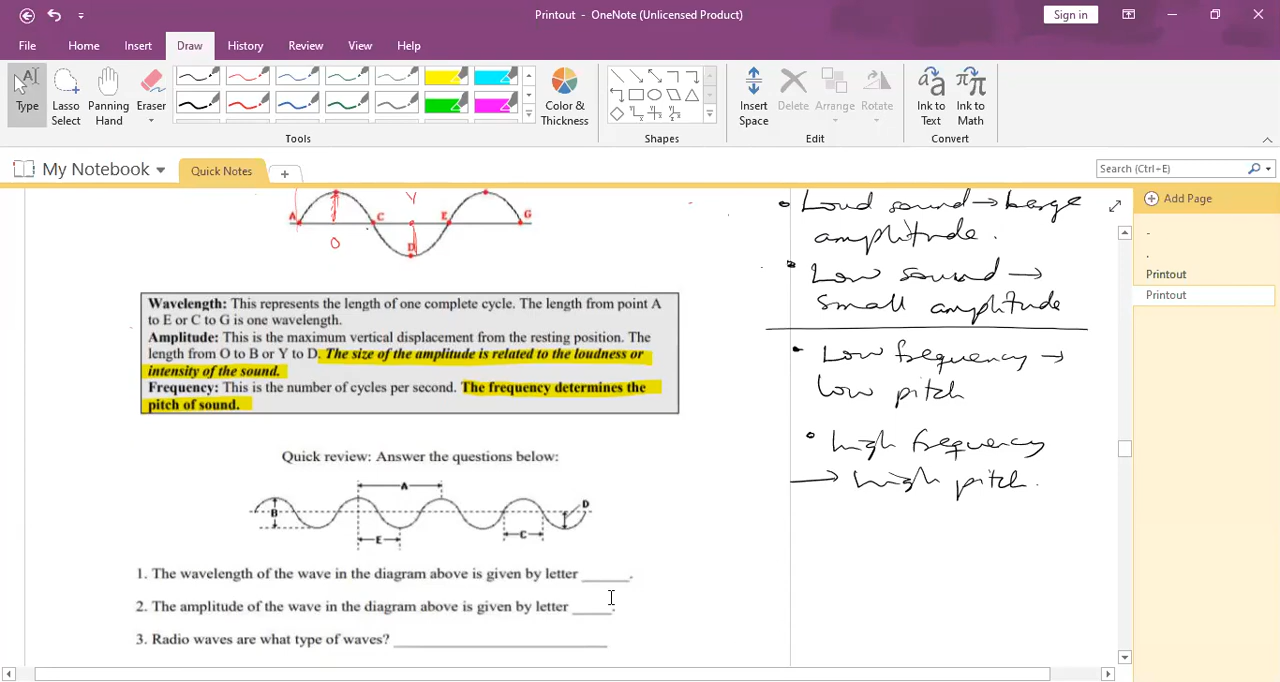 Printout - OneNote (Unlicensed Product)
Sign in
File Home Insert Draw History Review View Help
Type
Lasso Select
Panning Hand
Eraser
Color & Thickness
Insert Space
Delete
Arrange
Rotate
Ink to Text
Ink to Math
Tools
Shapes
Edit
Convert
My Notebook
Quick Notes
Search (Ctrl+E)
Add Page
-
.
Printout
Printout
Y
A C E G
D
O
Wavelength: This represents the length of one complete cycle. The length from point A
to E or C to G is one wavelength.
Amplitude: This is the maximum vertical displacement from the resting position. The
length from O to B or Y to D. The size of the amplitude is related to the loudness or
intensity of the sound.
Frequency: This is the number of cycles per second. The frequency determines the
pitch of sound.
Quick review: Answer the questions below:
A
B
D
E
C
1. The wavelength of the wave in the diagram above is given by letter ______.
2. The amplitude of the wave in the diagram above is given by letter _____.
3. Radio waves are what type of waves? ____________________________
• Loud sound → large
amplitude.
• Low sound →
small amplitude
• Low frequency →
low pitch
• high frequency
→ high pitch.